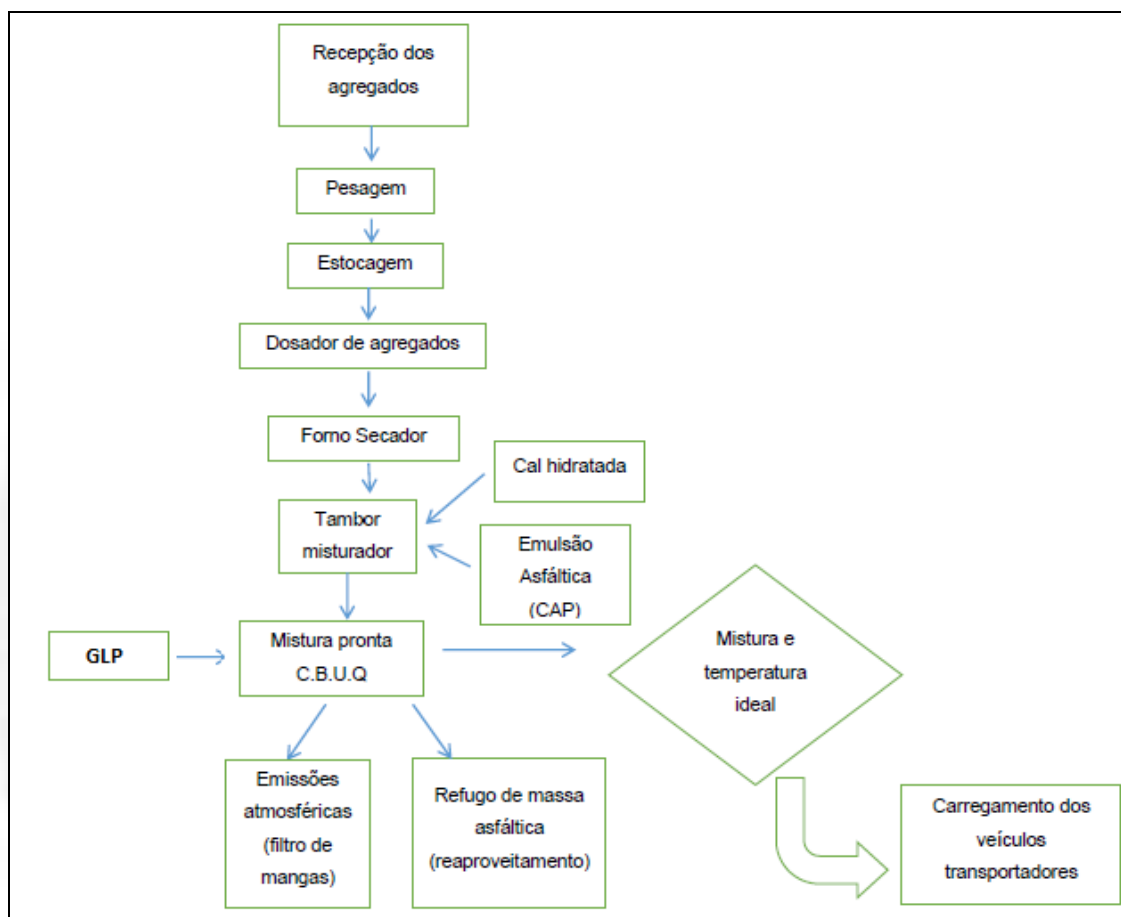 Recepção dos
agregados
Pesagem
Estocagem
Dosador de agregados
Forno Secador
Cal hidratada
Tambor
misturador
Emulsão
Asfáltica
(CAP)
GLP
Mistura pronta
C.B.U.Q
Mistura e
temperatura
ideal
Emissões
atmosféricas
(filtro de
mangas)
Refugo de massa
asfáltica
(reaproveitamento)
Carregamento dos
veículos
transportadores